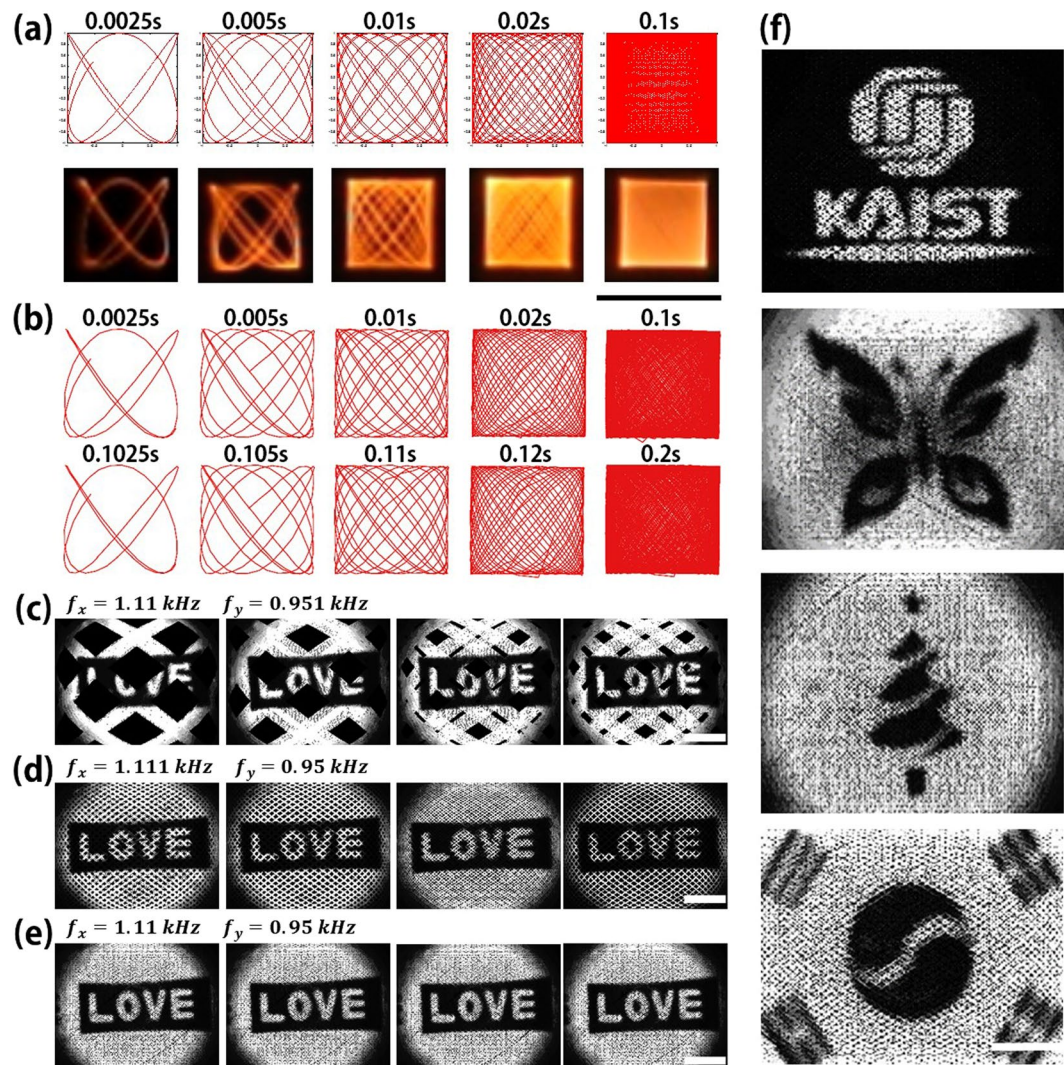 (a)
0.0025s 0.005s 0.01s 0.02s 0.1s
(b)
0.0025s 0.005s 0.01s 0.02s 0.1s
0.1025s 0.105s 0.11s 0.12s 0.2s
(c) f_x = 1.11 kHz f_y = 0.951 kHz
LOVE LOVE LOVE LOVE
(d) f_x = 1.111 kHz f_y = 0.95 kHz
LOVE LOVE LOVE LOVE
(e) f_x = 1.11 kHz f_y = 0.95 kHz
LOVE LOVE LOVE LOVE
(f)
KAIST